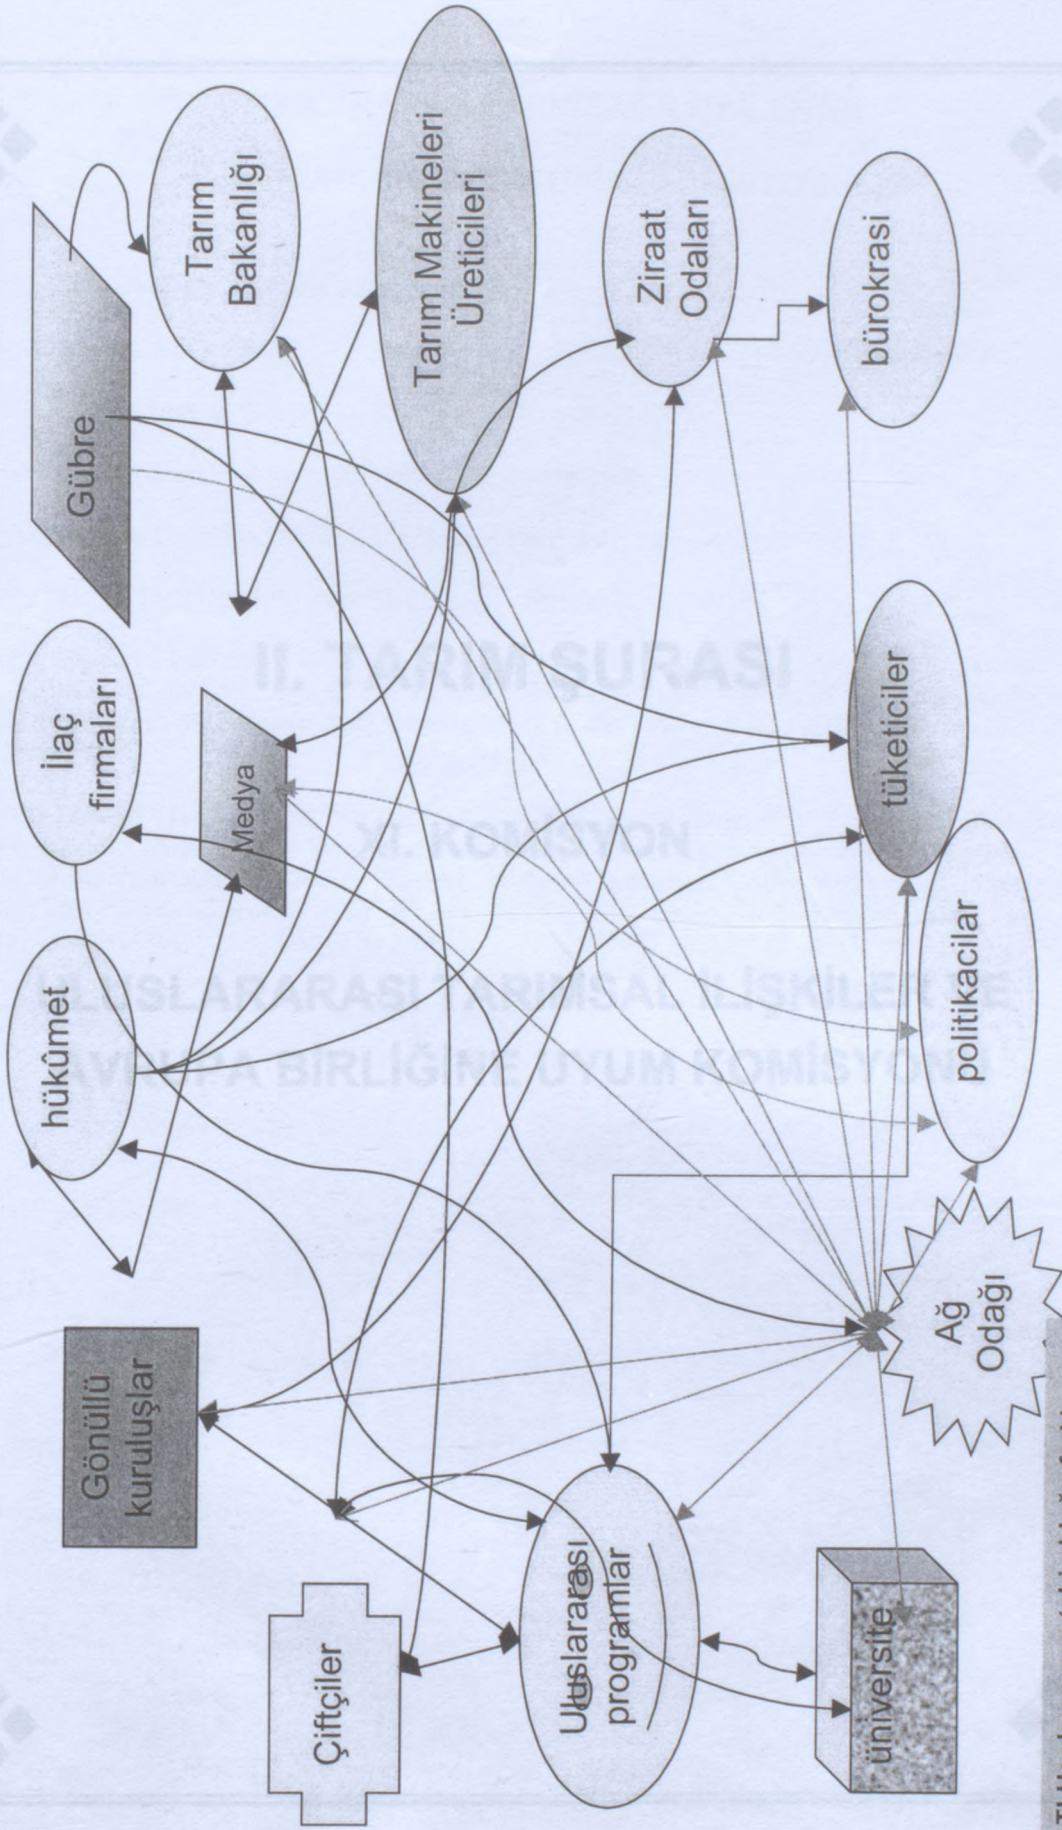 Gübre
Tarım
Bakanlığı
Tarım Makineleri
Üreticileri
Ziraat
Odaları
bürokrasi
İlaç
firmaları
Medya
tüketiciler
hükümet
politikacilar
Gönüllü
kuruluşlar
Ağ
Odağı
Çiftçiler
Uluslararası
programlar
üniversite
II. TARIM ŞURASI
XI. KOMİSYON
ULUSLARARASI TARIMSAL İLİŞKİLER VE
AVRUPA BİRLİĞİNE UYUM KOMİSYONU